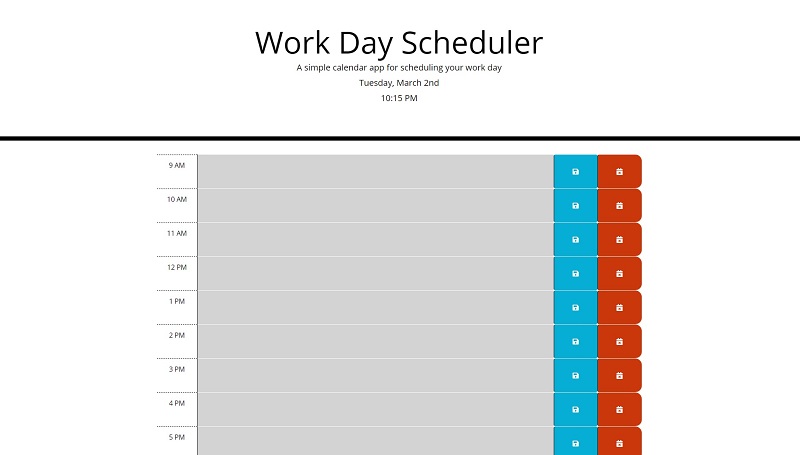 Work Day Scheduler
A simple calendar app for scheduling your work day
Tuesday, March 2nd
10:15 PM
9 AM
10 AM
11 AM
12 PM
1 PM
2 PM
3 PM
4 PM
5 PM